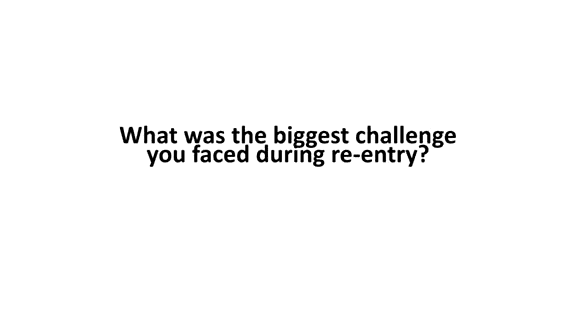 What was the biggest challenge
you faced during re-entry?